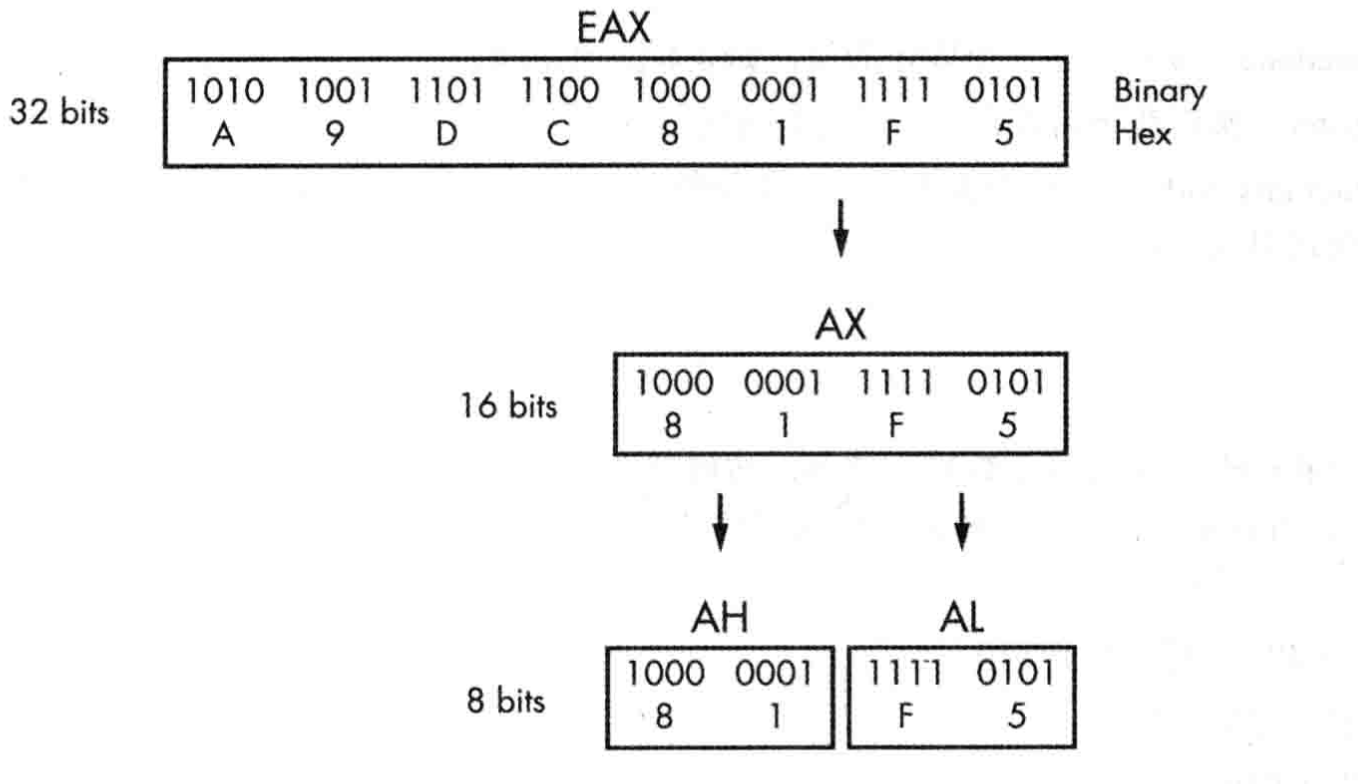 EAX
32 bits
1010 1001 1101 1100 1000 0001 1111 0101 Binary
A 9 D C 8 1 F 5 Hex
AX
16 bits
1000 0001 1111 0101
8 1 F 5
AH AL
8 bits
1000 0001 1111 0101
8 1 F 5